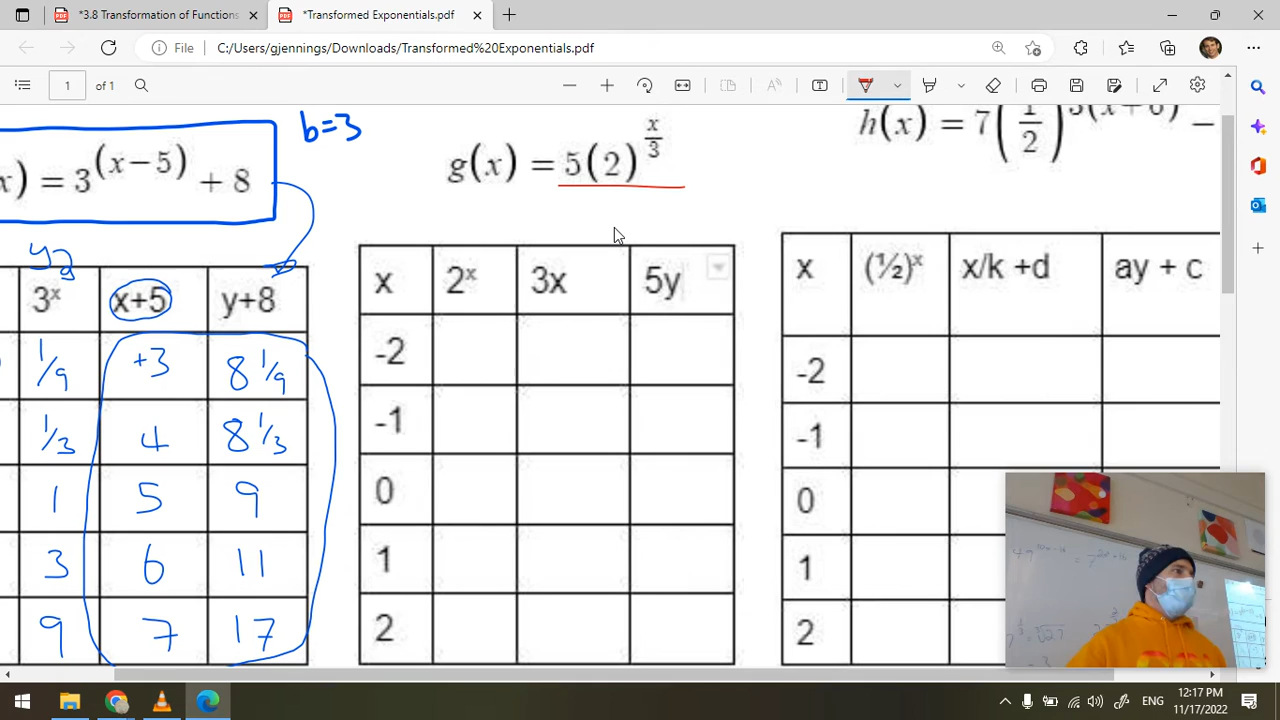 *3.8 Transformation of Functions
*Transformed Exponentials.pdf
File C:/Users/gjennings/Downloads/Transformed%20Exponentials.pdf
1 of 1
x) = 3^(x−5) + 8
b=3
g(x) = 5(2)^(x/3)
h(x) = 7(1/2)
3^x x+5 y+8
1/9 +3 8 1/9
1/3 4 8 1/3
1 5 9
3 6 11
9 7 17
x 2^x 3x 5y
-2
-1
0
1
2
x (½)^x x/k +d ay + c
-2
-1
0
1
2
ENG
12:17 PM
11/17/2022